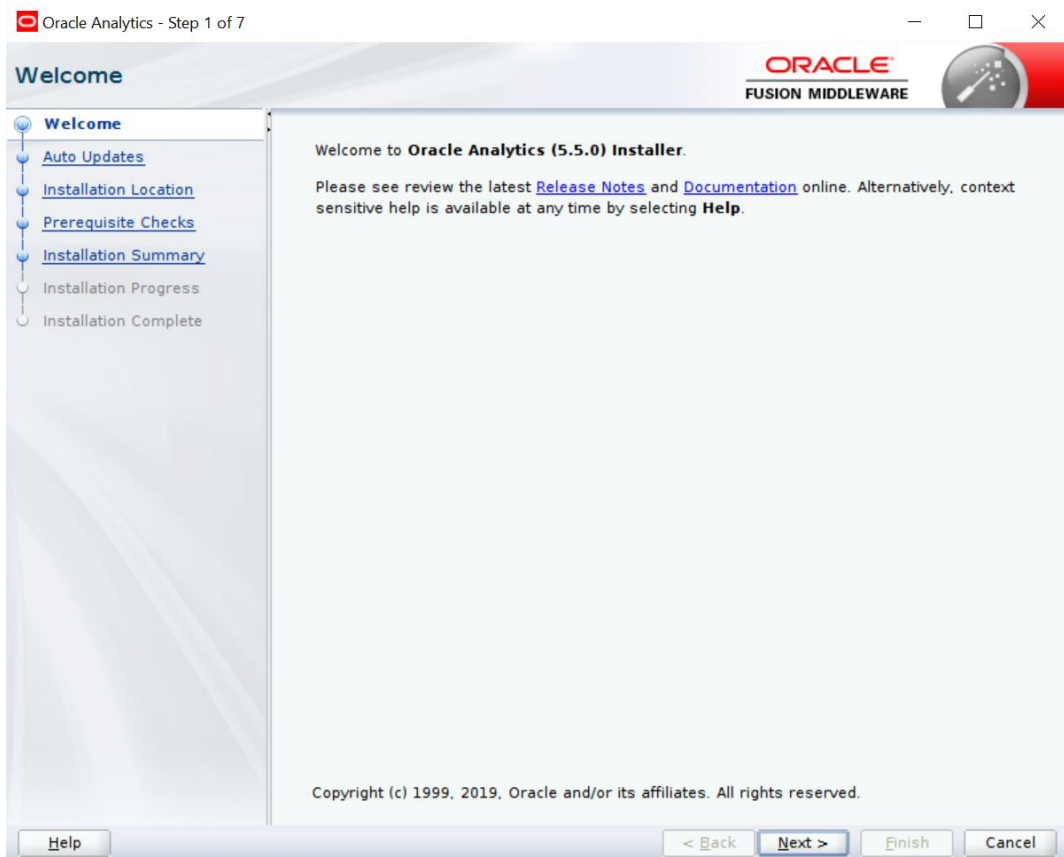 Oracle Analytics - Step 1 of 7
Welcome
ORACLE
FUSION MIDDLEWARE
Welcome
Auto Updates
Installation Location
Prerequisite Checks
Installation Summary
Installation Progress
Installation Complete
Welcome to Oracle Analytics (5.5.0) Installer.
Please see review the latest Release Notes and Documentation online. Alternatively, context
sensitive help is available at any time by selecting Help.
Copyright (c) 1999, 2019, Oracle and/or its affiliates. All rights reserved.
Help
< Back
Next >
Finish
Cancel